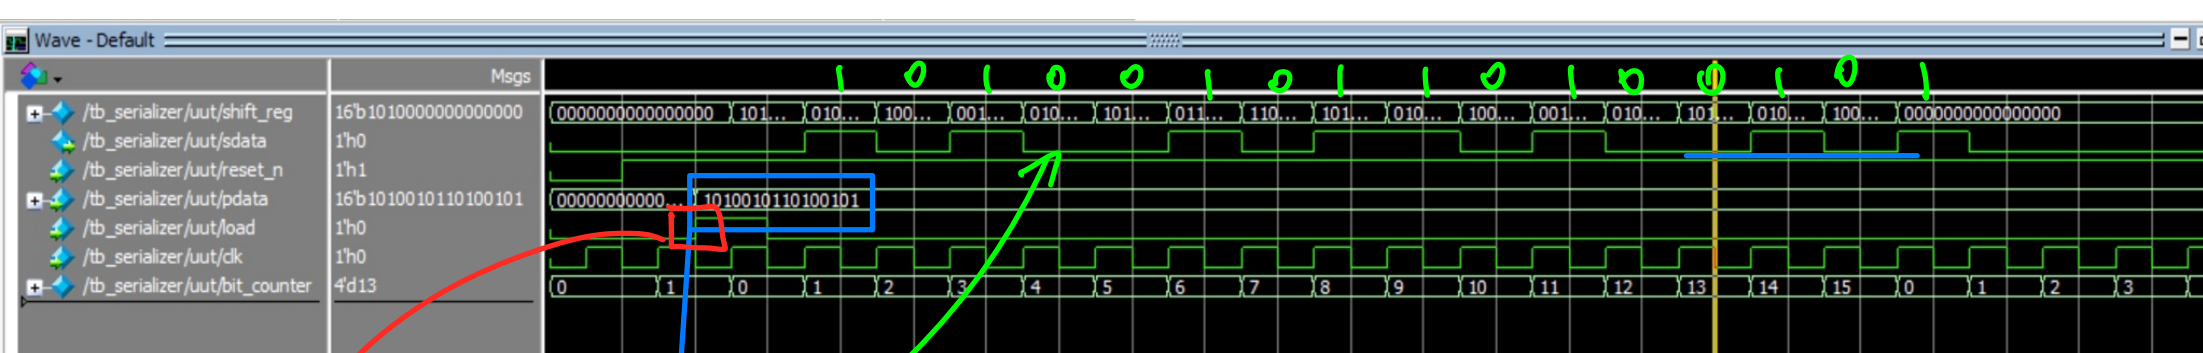 Wave - Default
Msgs
1 0 1 0 0 1 0 1 1 0 1 0 0 1 0 1
/tb_serializer/uut/shift_reg 16'b1010000000000000 0000000000000000 101... 010... 100... 001... 010... 101... 011... 110... 101... 010... 100... 001... 010... 101... 010... 100... 0000000000000000
/tb_serializer/uut/sdata 1'h0
/tb_serializer/uut/reset_n 1'h1
/tb_serializer/uut/pdata 16'b1010010110100101 00000000000... 1010010110100101
/tb_serializer/uut/load 1'h0
/tb_serializer/uut/clk 1'h0
/tb_serializer/uut/bit_counter 4'd13 0 1 0 1 2 3 4 5 6 7 8 9 10 11 12 13 14 15 0 1 2 3